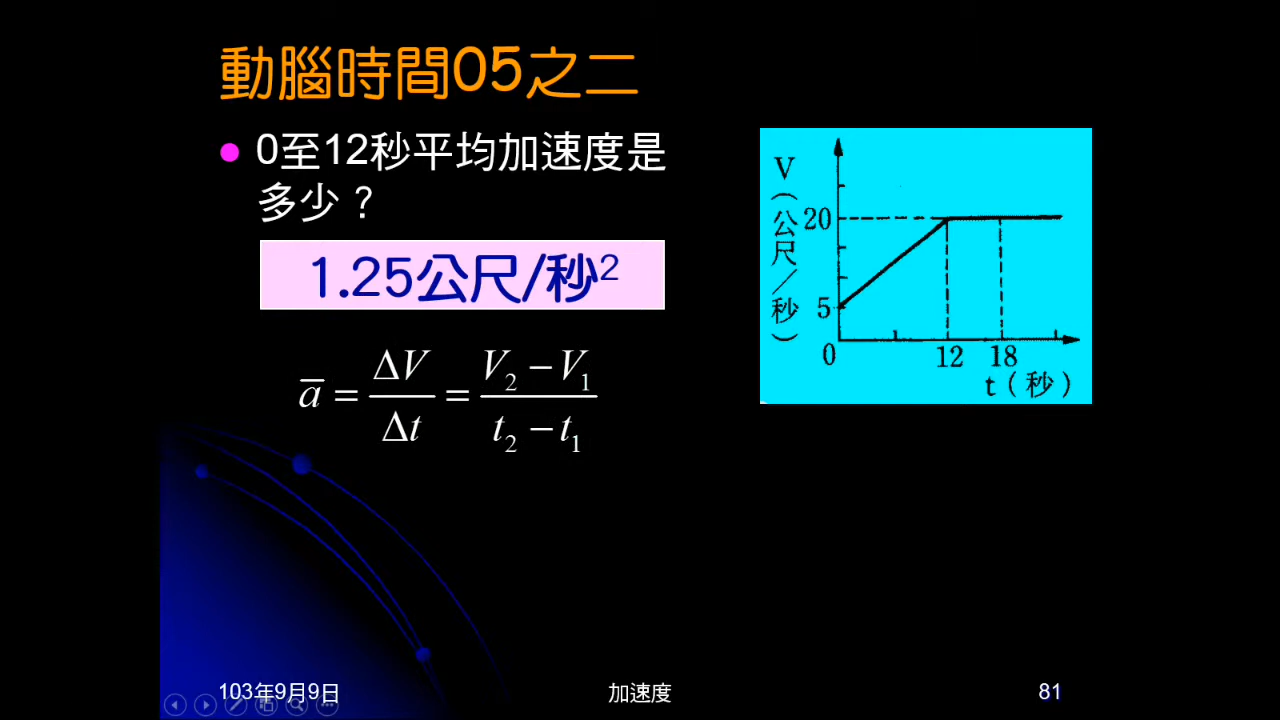 動腦時間05之二
0至12秒平均加速度是
多少？
1.25公尺/秒²
a̅ = ΔV/Δt = (V₂ − V₁)/(t₂ − t₁)
V（公尺/秒）
20
5
0
12 18
t（秒）
103年9月9日 加速度 81